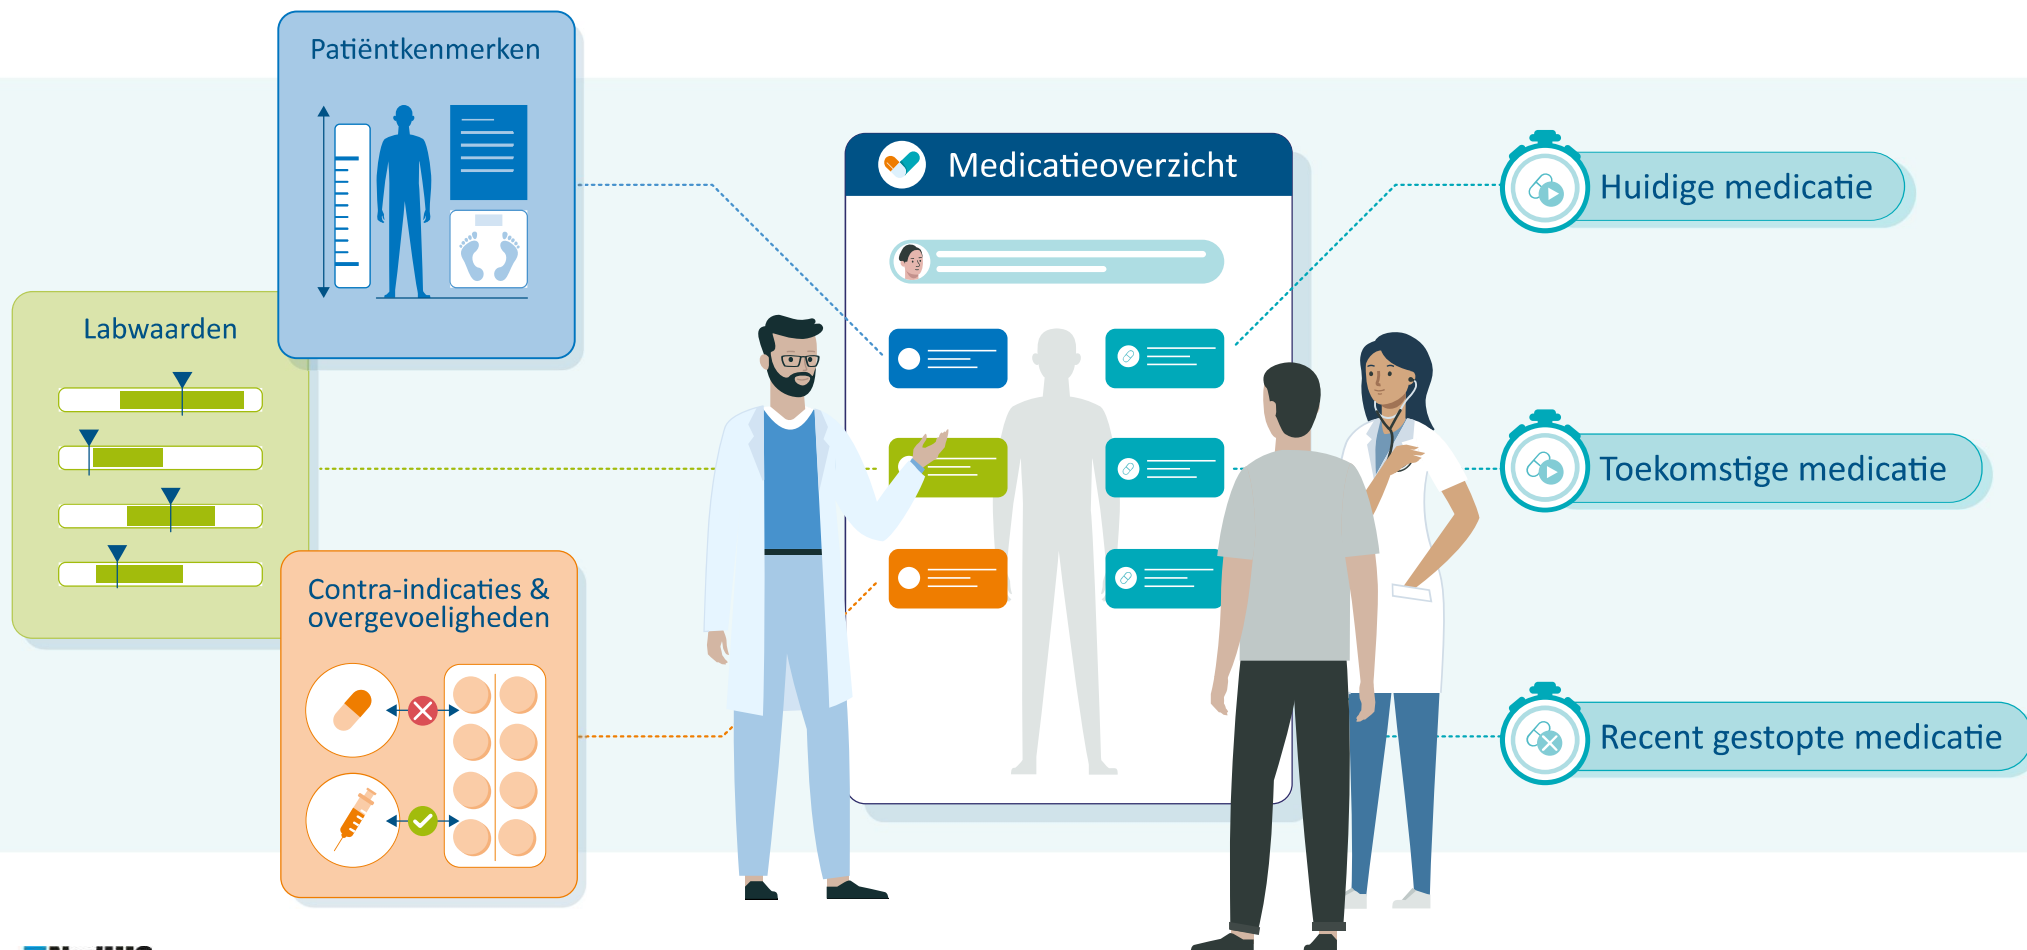 Patiëntkenmerken
Labwaarden
Contra-indicaties &
overgevoeligheden
Medicatieoverzicht
Huidige medicatie
Toekomstige medicatie
Recent gestopte medicatie